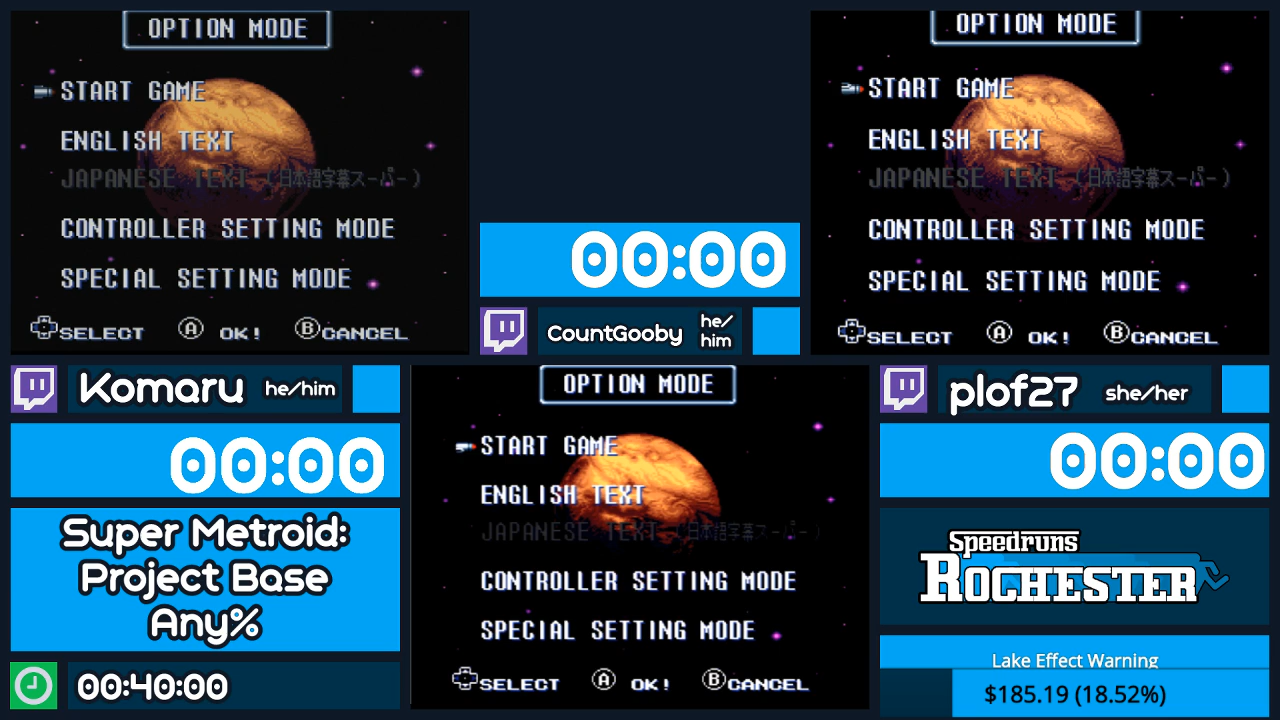 OPTION MODE
START GAME
ENGLISH TEXT
JAPANESE TEXT (日本語字幕スーパー)
CONTROLLER SETTING MODE
SPECIAL SETTING MODE
SELECT A OK! B CANCEL
00:00
CountGooby he/him
OPTION MODE
START GAME
ENGLISH TEXT
JAPANESE TEXT (日本語字幕スーパー)
CONTROLLER SETTING MODE
SPECIAL SETTING MODE
SELECT A OK! B CANCEL
Komaru he/him
00:00
Super Metroid:
Project Base
Any%
00:40:00
OPTION MODE
START GAME
ENGLISH TEXT
JAPANESE TEXT (日本語字幕スーパー)
CONTROLLER SETTING MODE
SPECIAL SETTING MODE
SELECT A OK! B CANCEL
plof27 she/her
00:00
Speedruns
ROCHESTER
Lake Effect Warning
$185.19 (18.52%)